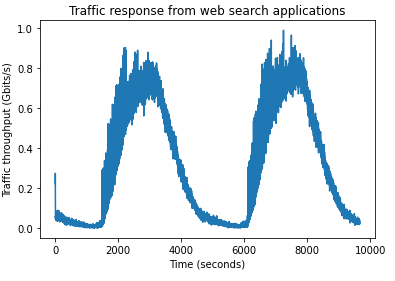 Traffic response from web search applications
1.0
0.8
0.6
0.4
0.2
0.0
Traffic throughput (Gbits/s)
0 2000 4000 6000 8000 10000
Time (seconds)